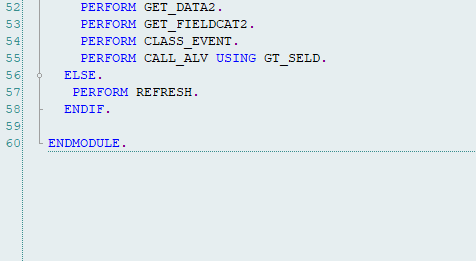 52 PERFORM GET_DATA2.
53 PERFORM GET_FIELDCAT2.
54 PERFORM CLASS_EVENT.
55 PERFORM CALL_ALV USING GT_SELD.
56 ELSE.
57 PERFORM REFRESH.
58 ENDIF.
59
60 ENDMODULE.